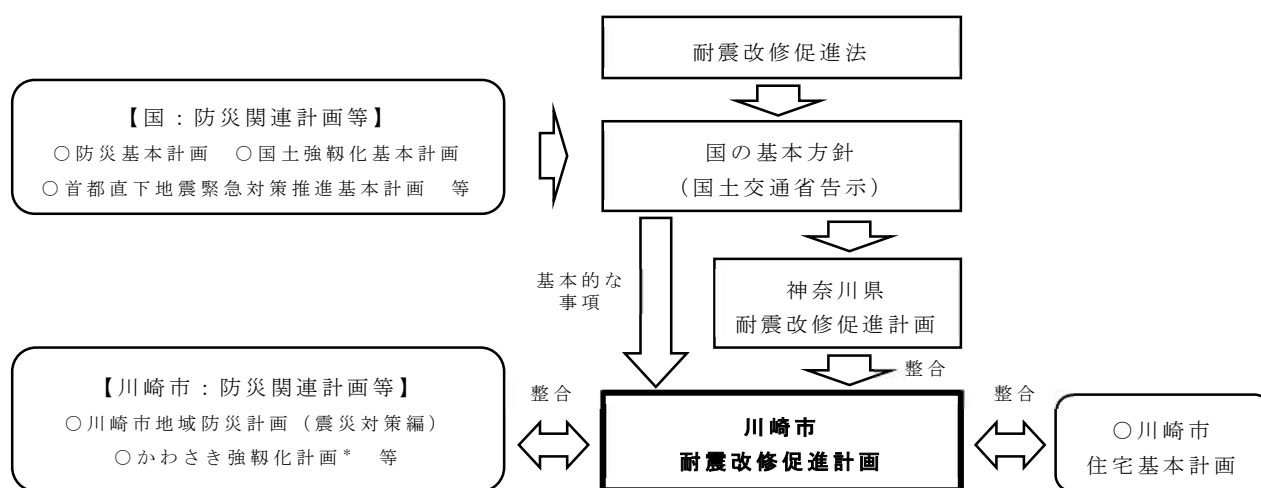 耐震改修促進法
【国：防災関連計画等】
○防災基本計画　○国土強靱化基本計画
○首都直下地震緊急対策推進基本計画　等
国の基本方針
（国土交通省告示）
基本的な
事項
神奈川県
耐震改修促進計画
整合
【川崎市：防災関連計画等】
○川崎市地域防災計画（震災対策編）
○かわさき強靱化計画*　等
整合
川崎市
耐震改修促進計画
整合
○川崎市
住宅基本計画